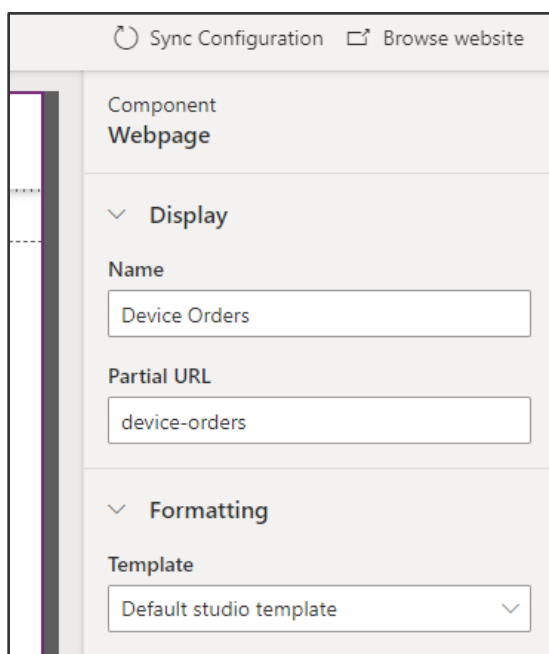 Sync Configuration Browse website
Component
Webpage
Display
Name
Device Orders
Partial URL
device-orders
Formatting
Template
Default studio template